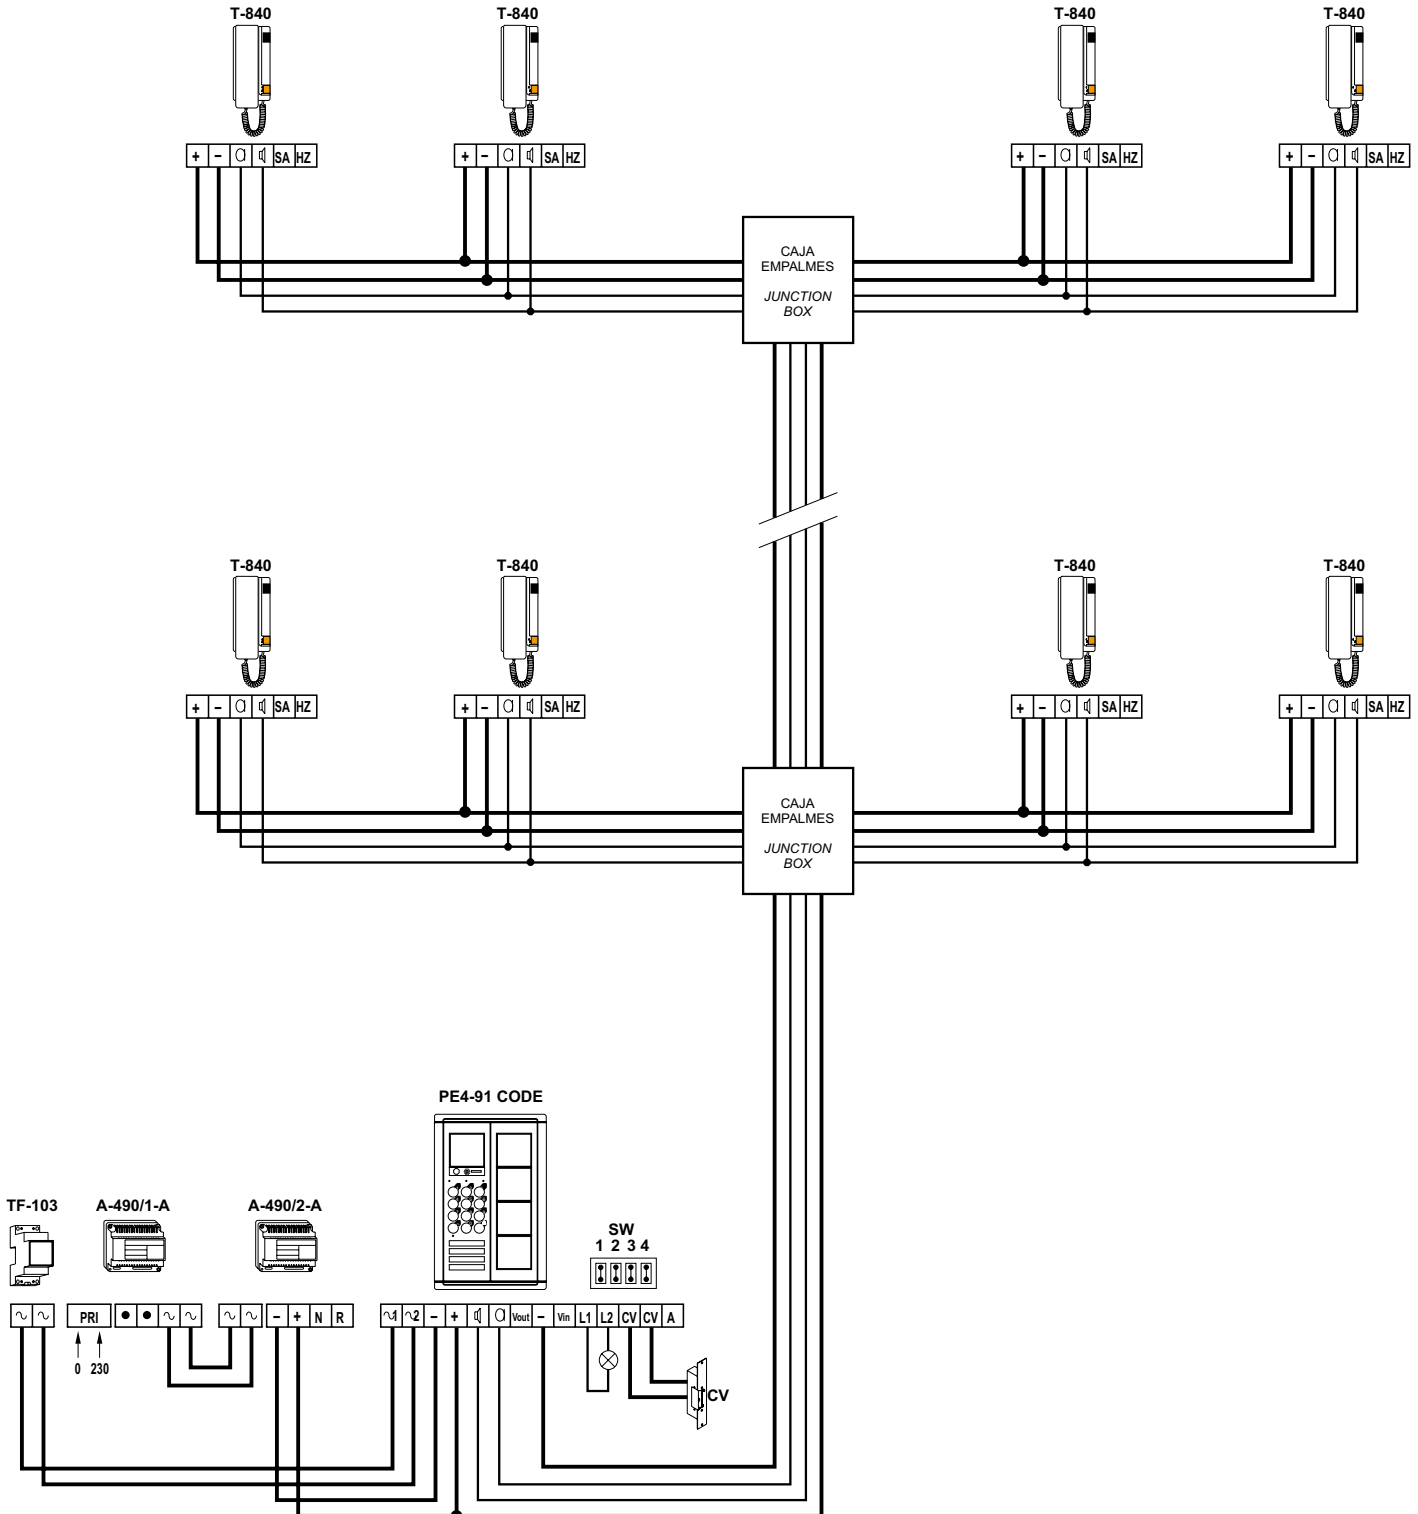 T-840 T-840 T-840 T-840
+ − SA HZ + − SA HZ + − SA HZ + − SA HZ
CAJA
EMPALMES
JUNCTION
BOX
T-840 T-840 T-840 T-840
+ − SA HZ + − SA HZ + − SA HZ + − SA HZ
CAJA
EMPALMES
JUNCTION
BOX
PE4-91 CODE
TF-103 A-490/1-A A-490/2-A
SW
1 2 3 4
∿ ∿ PRI ● ● ∿ ∿ ∿ ∿ − + N R ∿1 ∿2 − + Vout − Vin L1 L2 CV CV A
0 230
CV